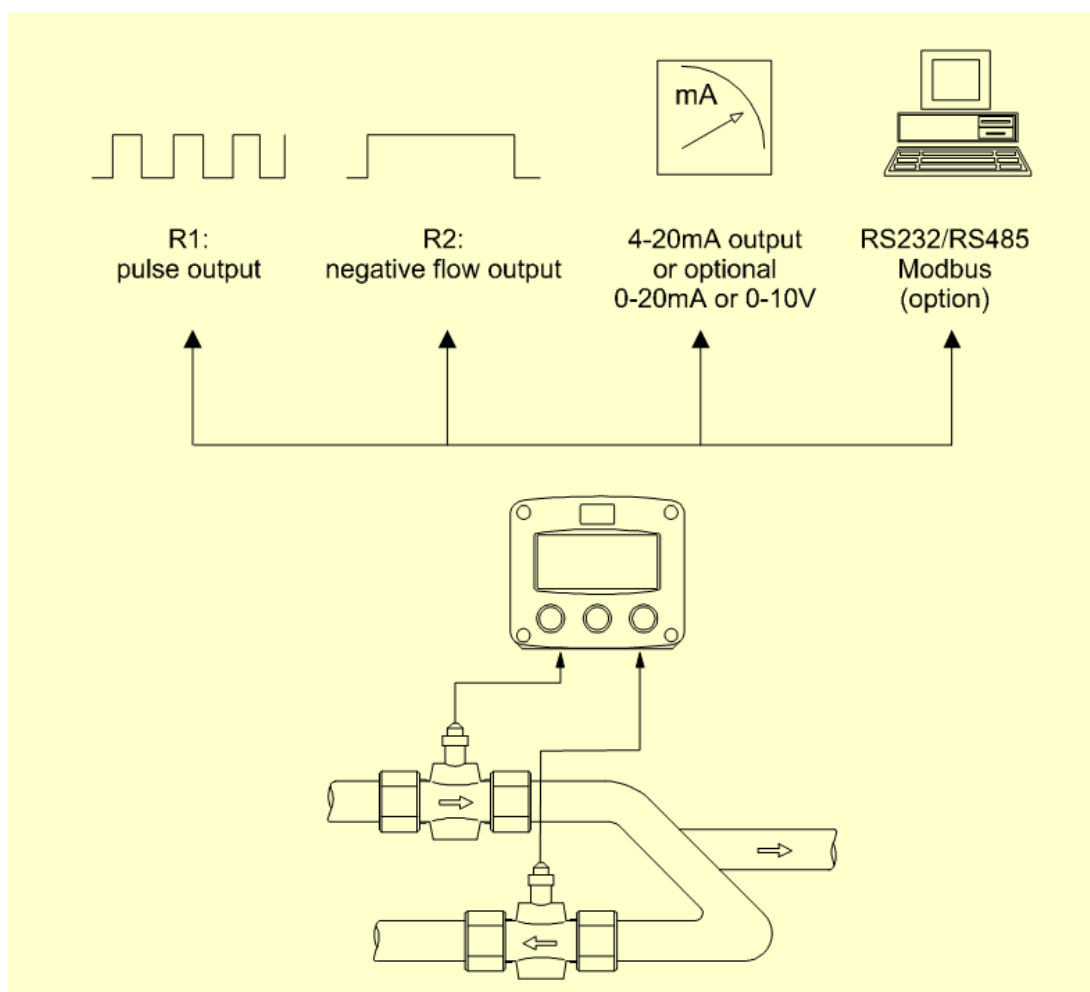 mA
R1:
pulse output
R2:
negative flow output
4-20mA output
or optional
0-20mA or 0-10V
RS232/RS485
Modbus
(option)